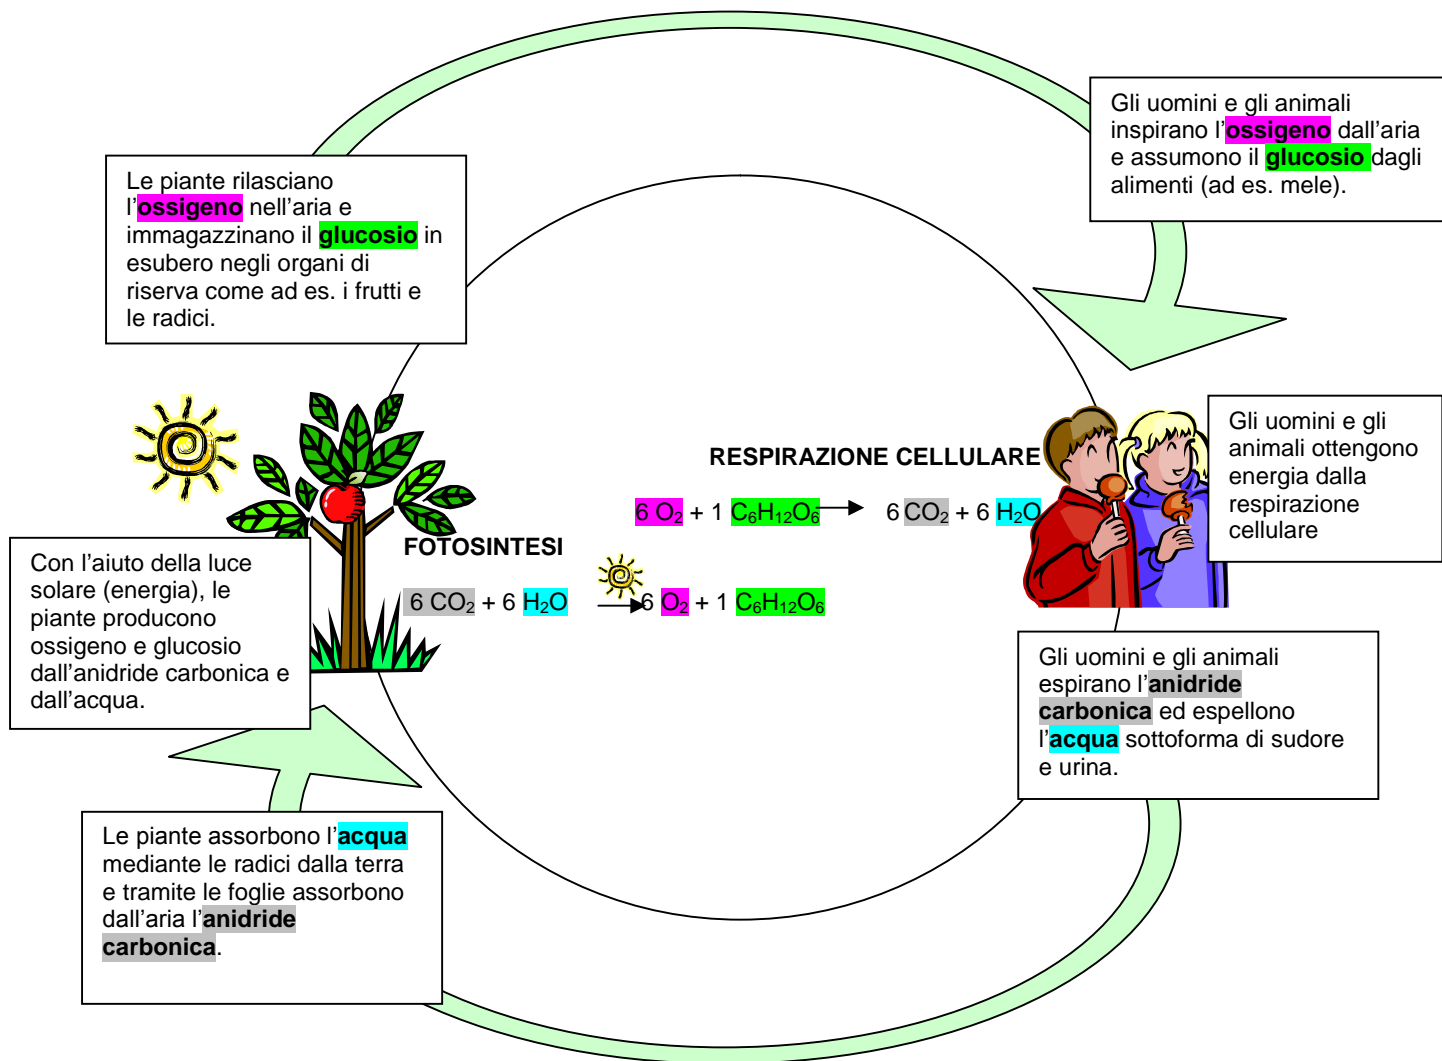 Gli uomini e gli animali
inspirano l'ossigeno dall'aria
e assumono il glucosio dagli
alimenti (ad es. mele).
Le piante rilasciano
l'ossigeno nell'aria e
immagazzinano il glucosio in
esubero negli organi di
riserva come ad es. i frutti e
le radici.
Gli uomini e gli
animali ottengono
energia dalla
respirazione
cellulare
RESPIRAZIONE CELLULARE
6 O₂ + 1 C₆H₁₂O₆ → 6 CO₂ + 6 H₂O
FOTOSINTESI
6 CO₂ + 6 H₂O → 6 O₂ + 1 C₆H₁₂O₆
Con l'aiuto della luce
solare (energia), le
piante producono
ossigeno e glucosio
dall'anidride carbonica e
dall'acqua.
Gli uomini e gli animali
espirano l'anidride
carbonica ed espellono
l'acqua sottoforma di sudore
e urina.
Le piante assorbono l'acqua
mediante le radici dalla terra
e tramite le foglie assorbono
dall'aria l'anidride
carbonica.